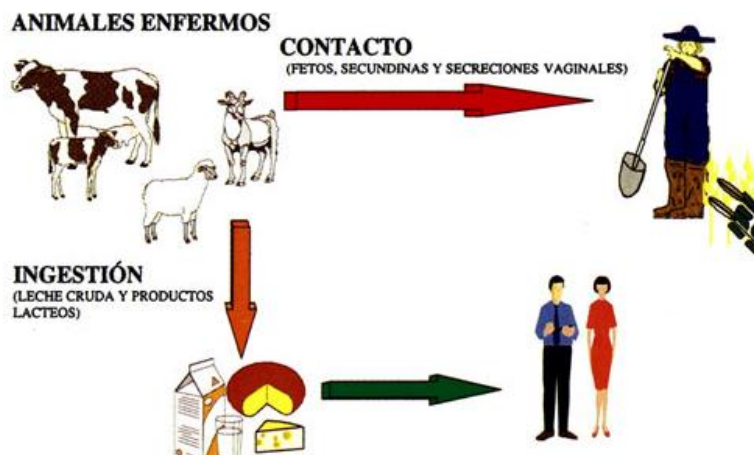 ANIMALES ENFERMOS
CONTACTO
(FETOS, SECUNDINAS Y SECRECIONES VAGINALES)
INGESTIÓN
(LECHE CRUDA Y PRODUCTOS
LACTEOS)